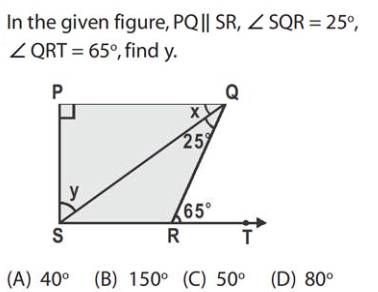 In the given figure, PQ || SR, ∠ SQR = 25°,
∠ QRT = 65°, find y.
P Q
x
25°
y
65°
S R T
(A) 40° (B) 150° (C) 50° (D) 80°